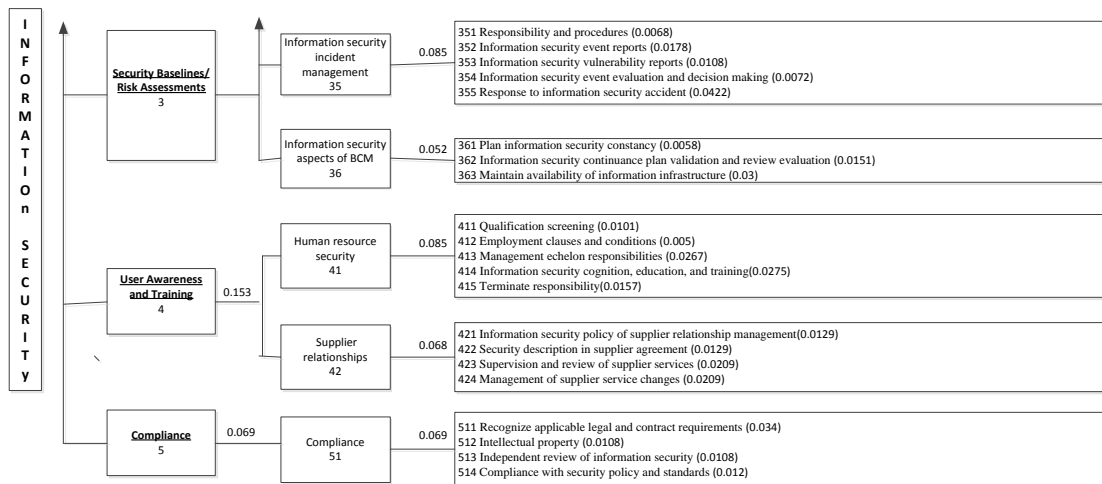 INFORMATIOn SECURITy
Security Baselines/
Risk Assessments
3
Information security
incident management
35
0.085
351 Responsibility and procedures (0.0068)
352 Information security event reports (0.0178)
353 Information security vulnerability reports (0.0108)
354 Information security event evaluation and decision making (0.0072)
355 Response to information security accident (0.0422)
Information security
aspects of BCM
36
0.052
361 Plan information security constancy (0.0058)
362 Information security continuance plan validation and review evaluation (0.0151)
363 Maintain availability of information infrastructure (0.03)
User Awareness
and Training
4
0.153
Human resource
security
41
0.085
411 Qualification screening (0.0101)
412 Employment clauses and conditions (0.005)
413 Management echelon responsibilities (0.0267)
414 Information security cognition, education, and training(0.0275)
415 Terminate responsibility(0.0157)
Supplier
relationships
42
0.068
421 Information security policy of supplier relationship management(0.0129)
422 Security description in supplier agreement (0.0129)
423 Supervision and review of supplier services (0.0209)
424 Management of supplier service changes (0.0209)
Compliance
5
0.069
Compliance
51
0.069
511 Recognize applicable legal and contract requirements (0.034)
512 Intellectual property (0.0108)
513 Independent review of information security (0.0108)
514 Compliance with security policy and standards (0.012)